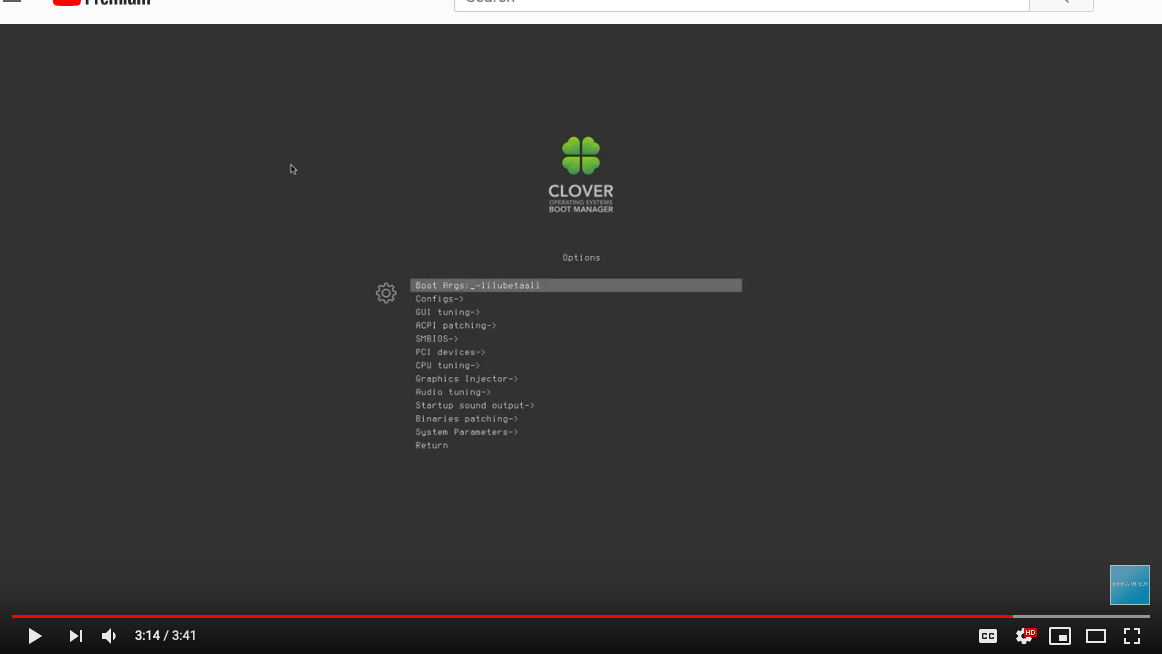 Premium
Search
CLOVER
OPERATING SYSTEMS
BOOT MANAGER
Options
Boot Args:_-lilubetaall
Configs->
GUI tuning->
ACPI patching->
SMBIOS->
PCI devices->
CPU tuning->
Graphics Injector->
Audio tuning->
Startup sound output->
Binaries patching->
System Parameters->
Return
3:14 / 3:41
CC
HD